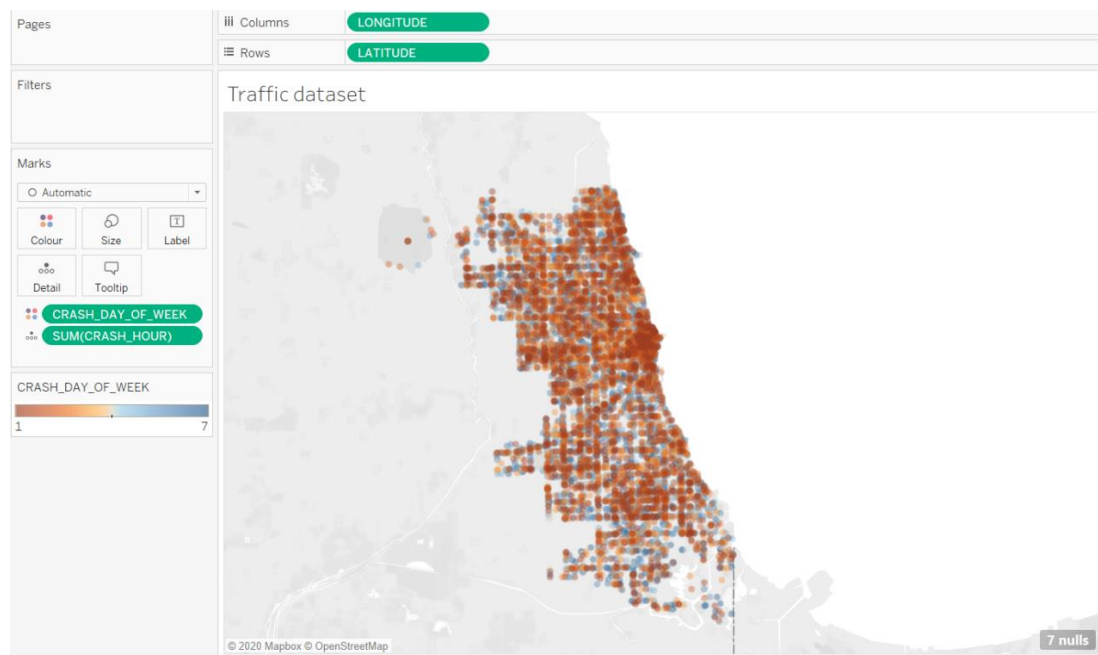 Pages
Columns
LONGITUDE
Rows
LATITUDE
Filters
Traffic dataset
Marks
Automatic
Colour
Size
T
Label
Detail
Tooltip
CRASH_DAY_OF_WEEK
SUM(CRASH_HOUR)
CRASH_DAY_OF_WEEK
1 7
© 2020 Mapbox © OpenStreetMap
7 nulls